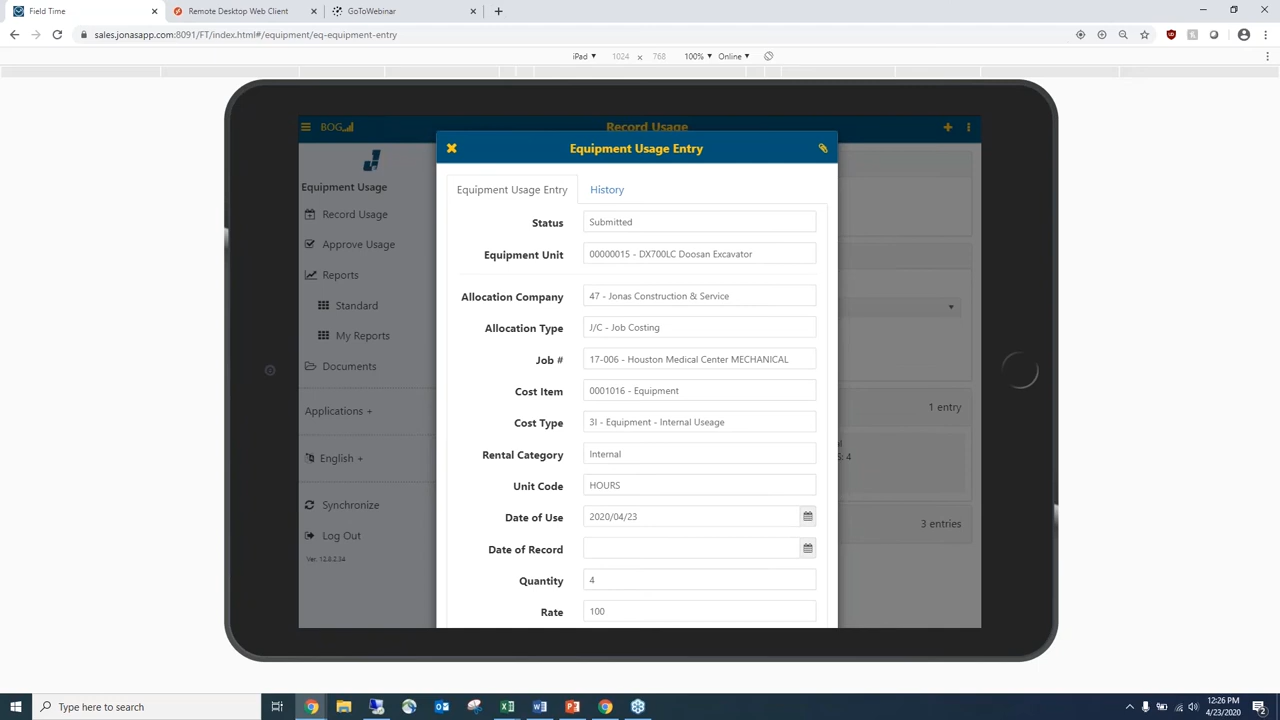 Field Time
Remote Desktop Web Client
GoToWebinar
sales.jonasapp.com:8091/FT/index.html#/equipment/eq-equipment-entry
iPad 1024 x 768 100% Online
BOG
Record Usage
Equipment Usage
Record Usage
Approve Usage
Reports
Standard
My Reports
Documents
Applications +
English +
Synchronize
Log Out
Ver. 12.8.2.34
Equipment Usage Entry
Equipment Usage Entry
History
Status Submitted
Equipment Unit 00000015 - DX700LC Doosan Excavator
Allocation Company 47 - Jonas Construction & Service
Allocation Type J/C - Job Costing
Job # 17-006 - Houston Medical Center MECHANICAL
Cost Item 0001016 - Equipment
Cost Type 3I - Equipment - Internal Useage
Rental Category Internal
Unit Code HOURS
Date of Use 2020/04/23
Date of Record
Quantity 4
Rate 100
1 entry
3 entries
Type here to search
12:26 PM
4/23/2020